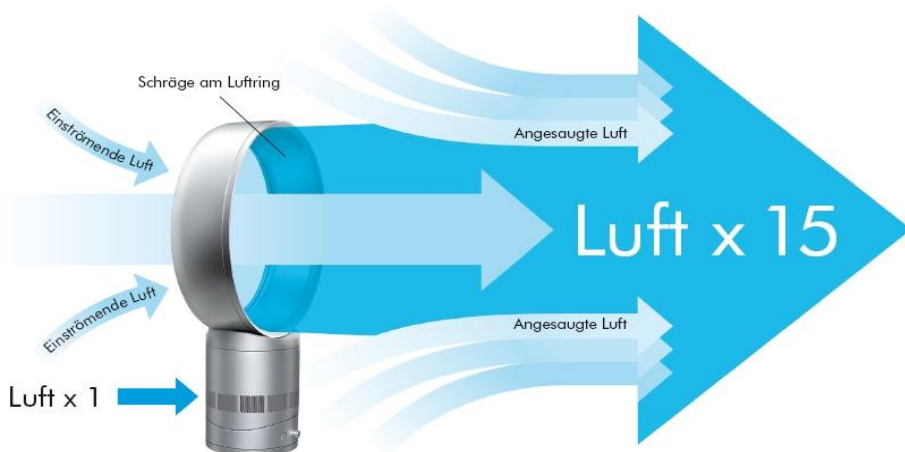 Schräge am Luftring
Einströmende Luft
Angesaugte Luft
Luft x 15
Einströmende Luft
Angesaugte Luft
Luft x 1